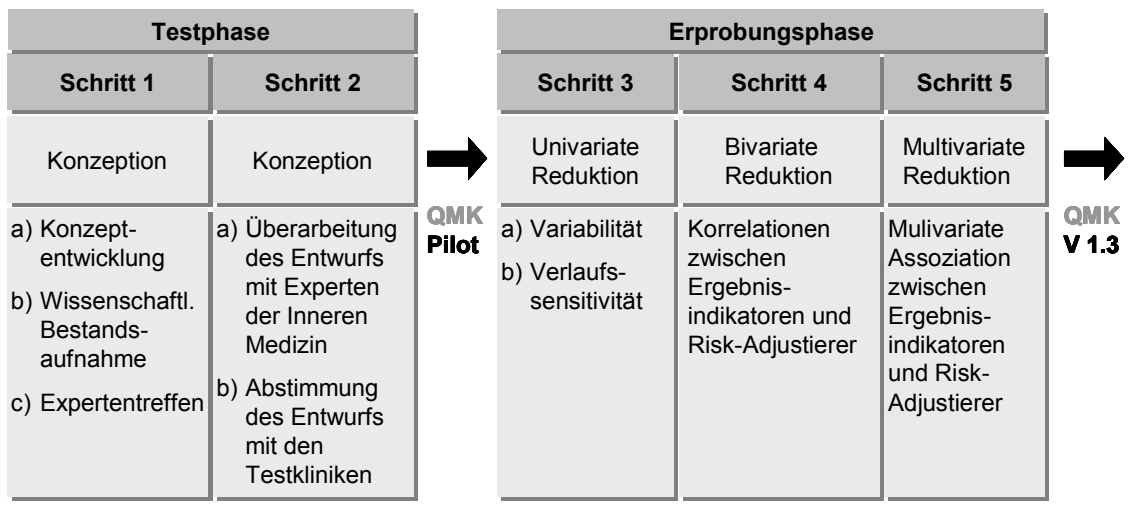 Testphase
Schritt 1
Schritt 2
Konzeption
Konzeption
a) Konzept-
entwicklung
b) Wissenschaftl.
Bestands-
aufnahme
c) Expertentreffen
a) Überarbeitung
des Entwurfs
mit Experten
der Inneren
Medizin
b) Abstimmung
des Entwurfs
mit den
Testkliniken
QMK
Pilot
Erprobungsphase
Schritt 3
Schritt 4
Schritt 5
Univariate
Reduktion
Bivariate
Reduktion
Multivariate
Reduktion
a) Variabilität
b) Verlaufs-
sensitivität
Korrelationen
zwischen
Ergebnis-
indikatoren und
Risk-Adjustierer
Mulivariate
Assoziation
zwischen
Ergebnis-
indikatoren
und Risk-
Adjustierer
QMK
V 1.3